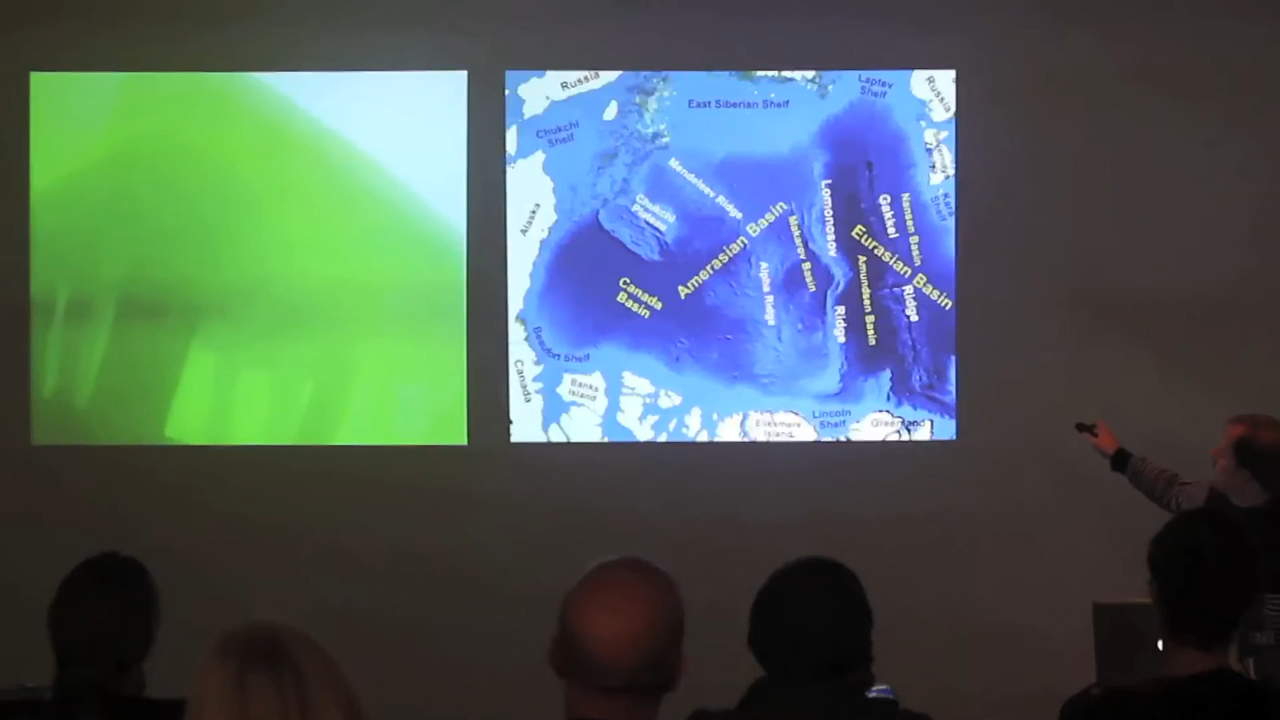 Russia
East Siberian Shelf
Laptev
Shelf
Russia
Chukchi
Shelf
Mendeleev Ridge
Chukchi
Plateau
Alaska
Amerasian Basin
Lomonosov
Ridge
Makarov Basin
Alpha Ridge
Gakkel
Ridge
Nansen Basin
Kara
Shelf
Eurasian Basin
Amundsen Basin
Canada
Basin
Beaufort Shelf
Canada
Banks
Island
Ellesmere
Island
Lincoln
Shelf
Greenland